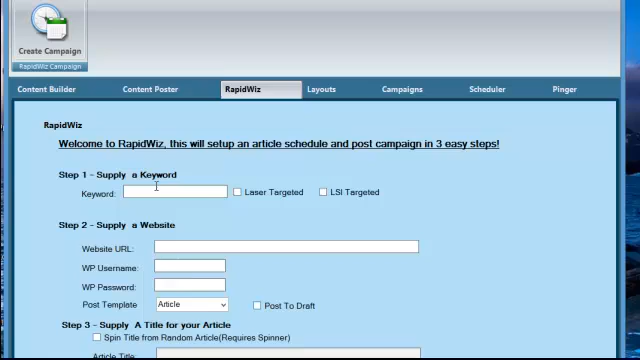 Create Campaign
RapidWiz Campaign
Content Builder Content Poster RapidWiz Layouts Campaigns Scheduler Pinger
RapidWiz
Welcome to RapidWiz, this will setup an article schedule and post campaign in 3 easy steps!
Step 1 - Supply a Keyword
Keyword: Laser Targeted LSI Targeted
Step 2 - Supply a Website
Website URL:
WP Username:
WP Password:
Post Template Article Post To Draft
Step 3 - Supply A Title for your Article
Spin Title from Random Article(Requires Spinner)
Article Title: